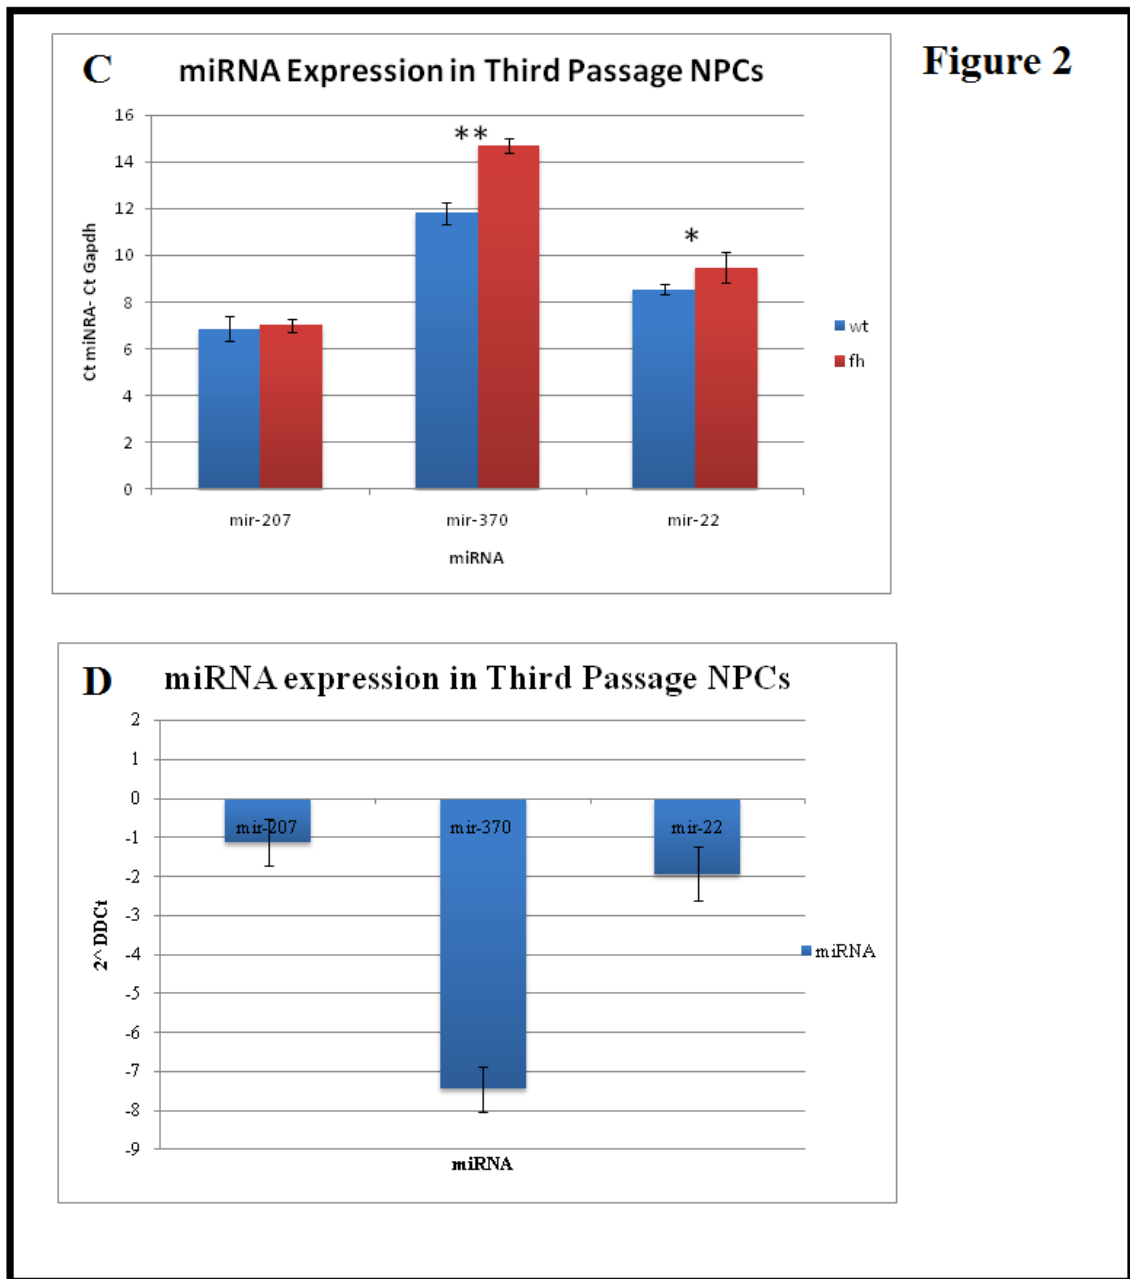 Figure 2
C
miRNA Expression in Third Passage NPCs
16
14
12
10
8
6
4
2
0
Ct miNRA- Ct Gapdh
**
*
wt
fh
mir-207
mir-370
mir-22
miRNA
D
miRNA expression in Third Passage NPCs
2
1
0
-1
-2
-3
-4
-5
-6
-7
-8
-9
2^ DDCt
mir-207
mir-370
mir-22
miRNA
miRNA